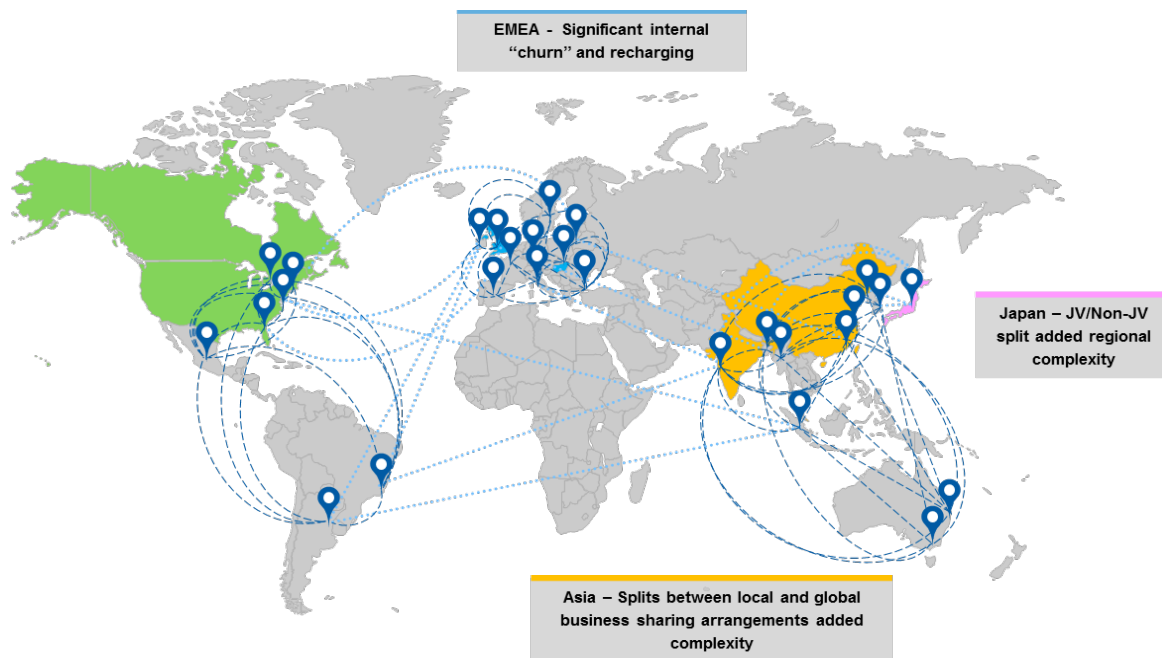 EMEA - Significant internal
“churn” and recharging
Japan – JV/Non-JV
split added regional
complexity
Asia – Splits between local and global
business sharing arrangements added
complexity